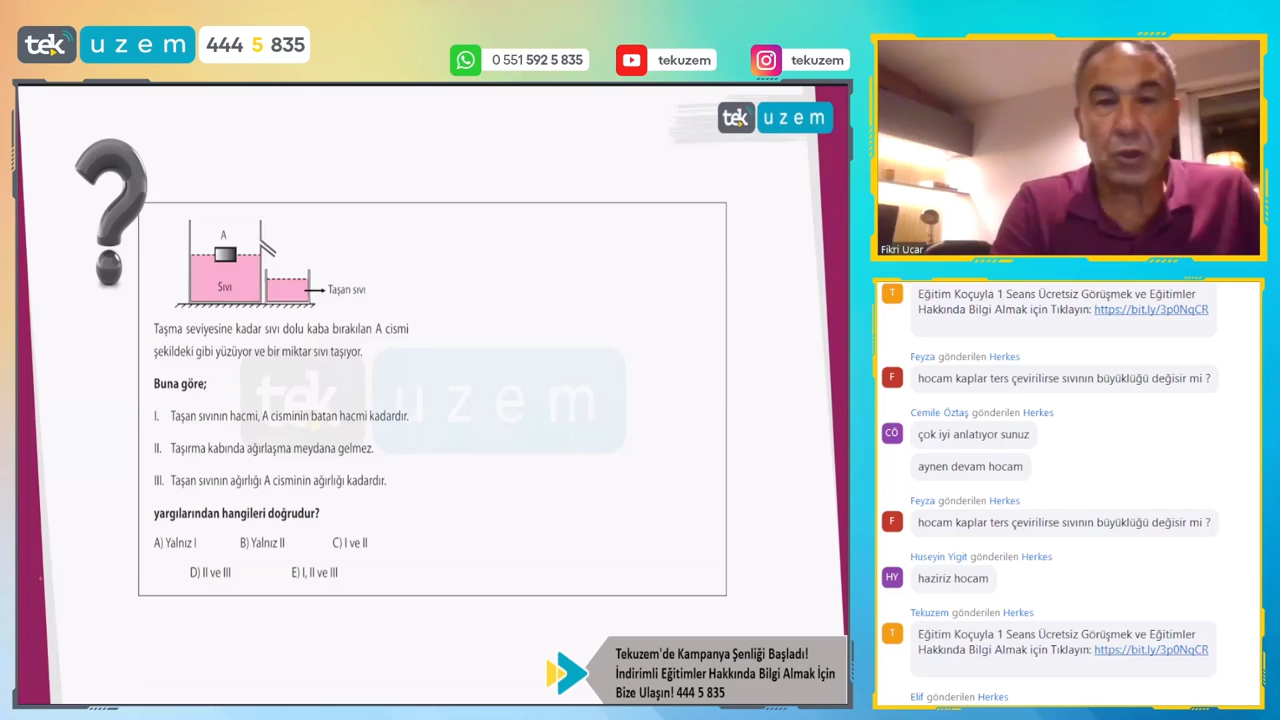 tek uzem 444 5 835
0 551 592 5 835
tekuzem
tekuzem
tek uzem
A
Sıvı
Taşan sıvı
Taşma seviyesine kadar sıvı dolu kaba bırakılan A cismi
şekildeki gibi yüzüyor ve bir miktar sıvı taşıyor.
tek uzem
Buna göre;
I. Taşan sıvının hacmi, A cisminin batan hacmi kadardır.
II. Taşırma kabında ağırlaşma meydana gelmez.
III. Taşan sıvının ağırlığı A cisminin ağırlığı kadardır.
yargılarından hangileri doğrudur?
A) Yalnız I B) Yalnız II C) I ve II
D) II ve III E) I, II ve III
Tekuzem'de Kampanya Şenliği Başladı!
İndirimli Eğitimler Hakkında Bilgi Almak İçin
Bize Ulaşın! 444 5 835
Fikri Ucar
T
Eğitim Koçuyla 1 Seans Ücretsiz Görüşmek ve Eğitimler
Hakkında Bilgi Almak için Tıklayın: https://bit.ly/3p0NqCR
Feyza gönderilen Herkes
F
hocam kaplar ters çevirilirse sıvının büyüklüğü değisir mi ?
Cemile Öztaş gönderilen Herkes
CÖ
çok iyi anlatıyor sunuz
aynen devam hocam
Feyza gönderilen Herkes
F
hocam kaplar ters çevirilirse sıvının büyüklüğü değisir mi ?
Huseyin Yigit gönderilen Herkes
HY
haziriz hocam
Tekuzem gönderilen Herkes
T
Eğitim Koçuyla 1 Seans Ücretsiz Görüşmek ve Eğitimler
Hakkında Bilgi Almak için Tıklayın: https://bit.ly/3p0NqCR
Elif gönderilen Herkes